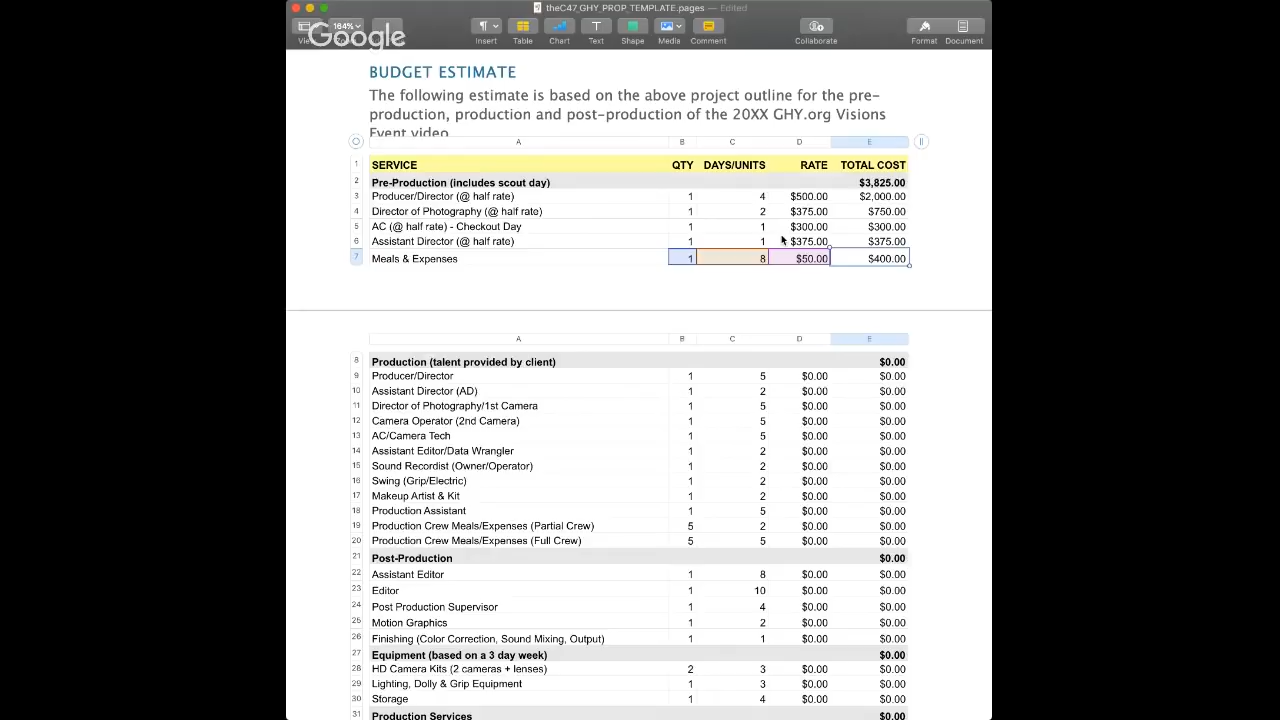 theC47_GHY_PROP_TEMPLATE.pages — Edited
164%
View Zoom Insert Table Chart Text Shape Media Comment Collaborate Format Document
Google
BUDGET ESTIMATE
The following estimate is based on the above project outline for the pre-
production, production and post-production of the 20XX GHY.org Visions
Event video
A B C D E
1 SERVICE QTY DAYS/UNITS RATE TOTAL COST
2 Pre-Production (includes scout day) $3,825.00
3 Producer/Director (@ half rate) 1 4 $500.00 $2,000.00
4 Director of Photography (@ half rate) 1 2 $375.00 $750.00
5 AC (@ half rate) - Checkout Day 1 1 $300.00 $300.00
6 Assistant Director (@ half rate) 1 1 $375.00 $375.00
7 Meals & Expenses 1 8 $50.00 $400.00
A B C D E
8 Production (talent provided by client) $0.00
9 Producer/Director 1 5 $0.00 $0.00
10 Assistant Director (AD) 1 2 $0.00 $0.00
11 Director of Photography/1st Camera 1 5 $0.00 $0.00
12 Camera Operator (2nd Camera) 1 5 $0.00 $0.00
13 AC/Camera Tech 1 5 $0.00 $0.00
14 Assistant Editor/Data Wrangler 1 2 $0.00 $0.00
15 Sound Recordist (Owner/Operator) 1 2 $0.00 $0.00
16 Swing (Grip/Electric) 1 2 $0.00 $0.00
17 Makeup Artist & Kit 1 2 $0.00 $0.00
18 Production Assistant 1 5 $0.00 $0.00
19 Production Crew Meals/Expenses (Partial Crew) 5 2 $0.00 $0.00
20 Production Crew Meals/Expenses (Full Crew) 5 5 $0.00 $0.00
21 Post-Production $0.00
22 Assistant Editor 1 8 $0.00 $0.00
23 Editor 1 10 $0.00 $0.00
24 Post Production Supervisor 1 4 $0.00 $0.00
25 Motion Graphics 1 2 $0.00 $0.00
26 Finishing (Color Correction, Sound Mixing, Output) 1 1 $0.00 $0.00
27 Equipment (based on a 3 day week) $0.00
28 HD Camera Kits (2 cameras + lenses) 2 3 $0.00 $0.00
29 Lighting, Dolly & Grip Equipment 1 3 $0.00 $0.00
30 Storage 1 4 $0.00 $0.00
31 Production Services $0.00